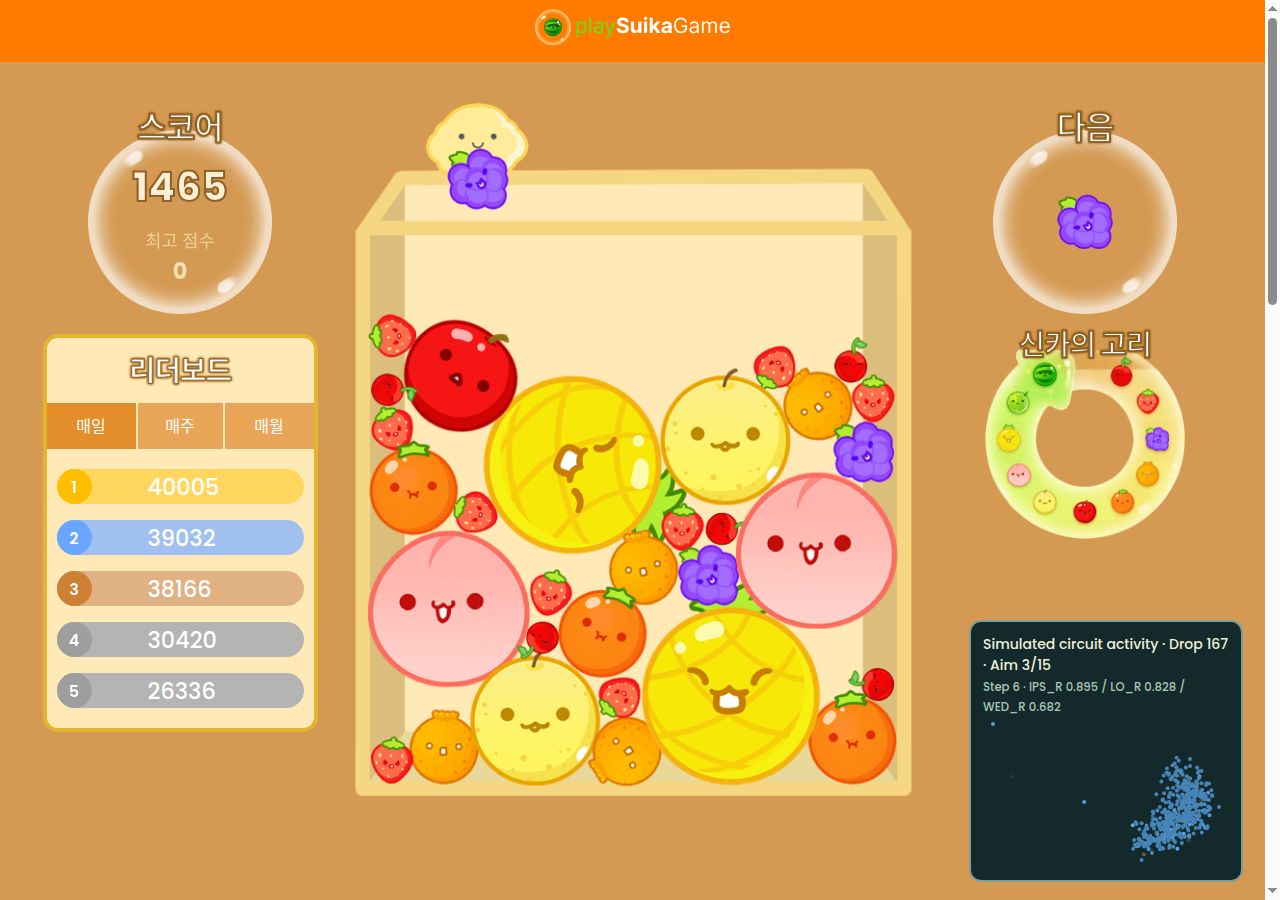 playSuikaGame
스코어
1465
최고 점수
0
리더보드
매일 매주 매월
1 40005
2 39032
3 38166
4 30420
5 26336
다음
신카의 고리
Simulated circuit activity · Drop 167
· Aim 3/15
Step 6 · IPS_R 0.895 / LO_R 0.828 /
WED_R 0.682